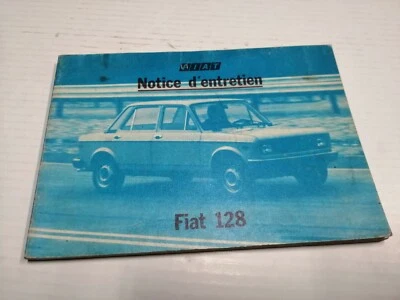 FIAT
Notice d'entretien
Fiat 128